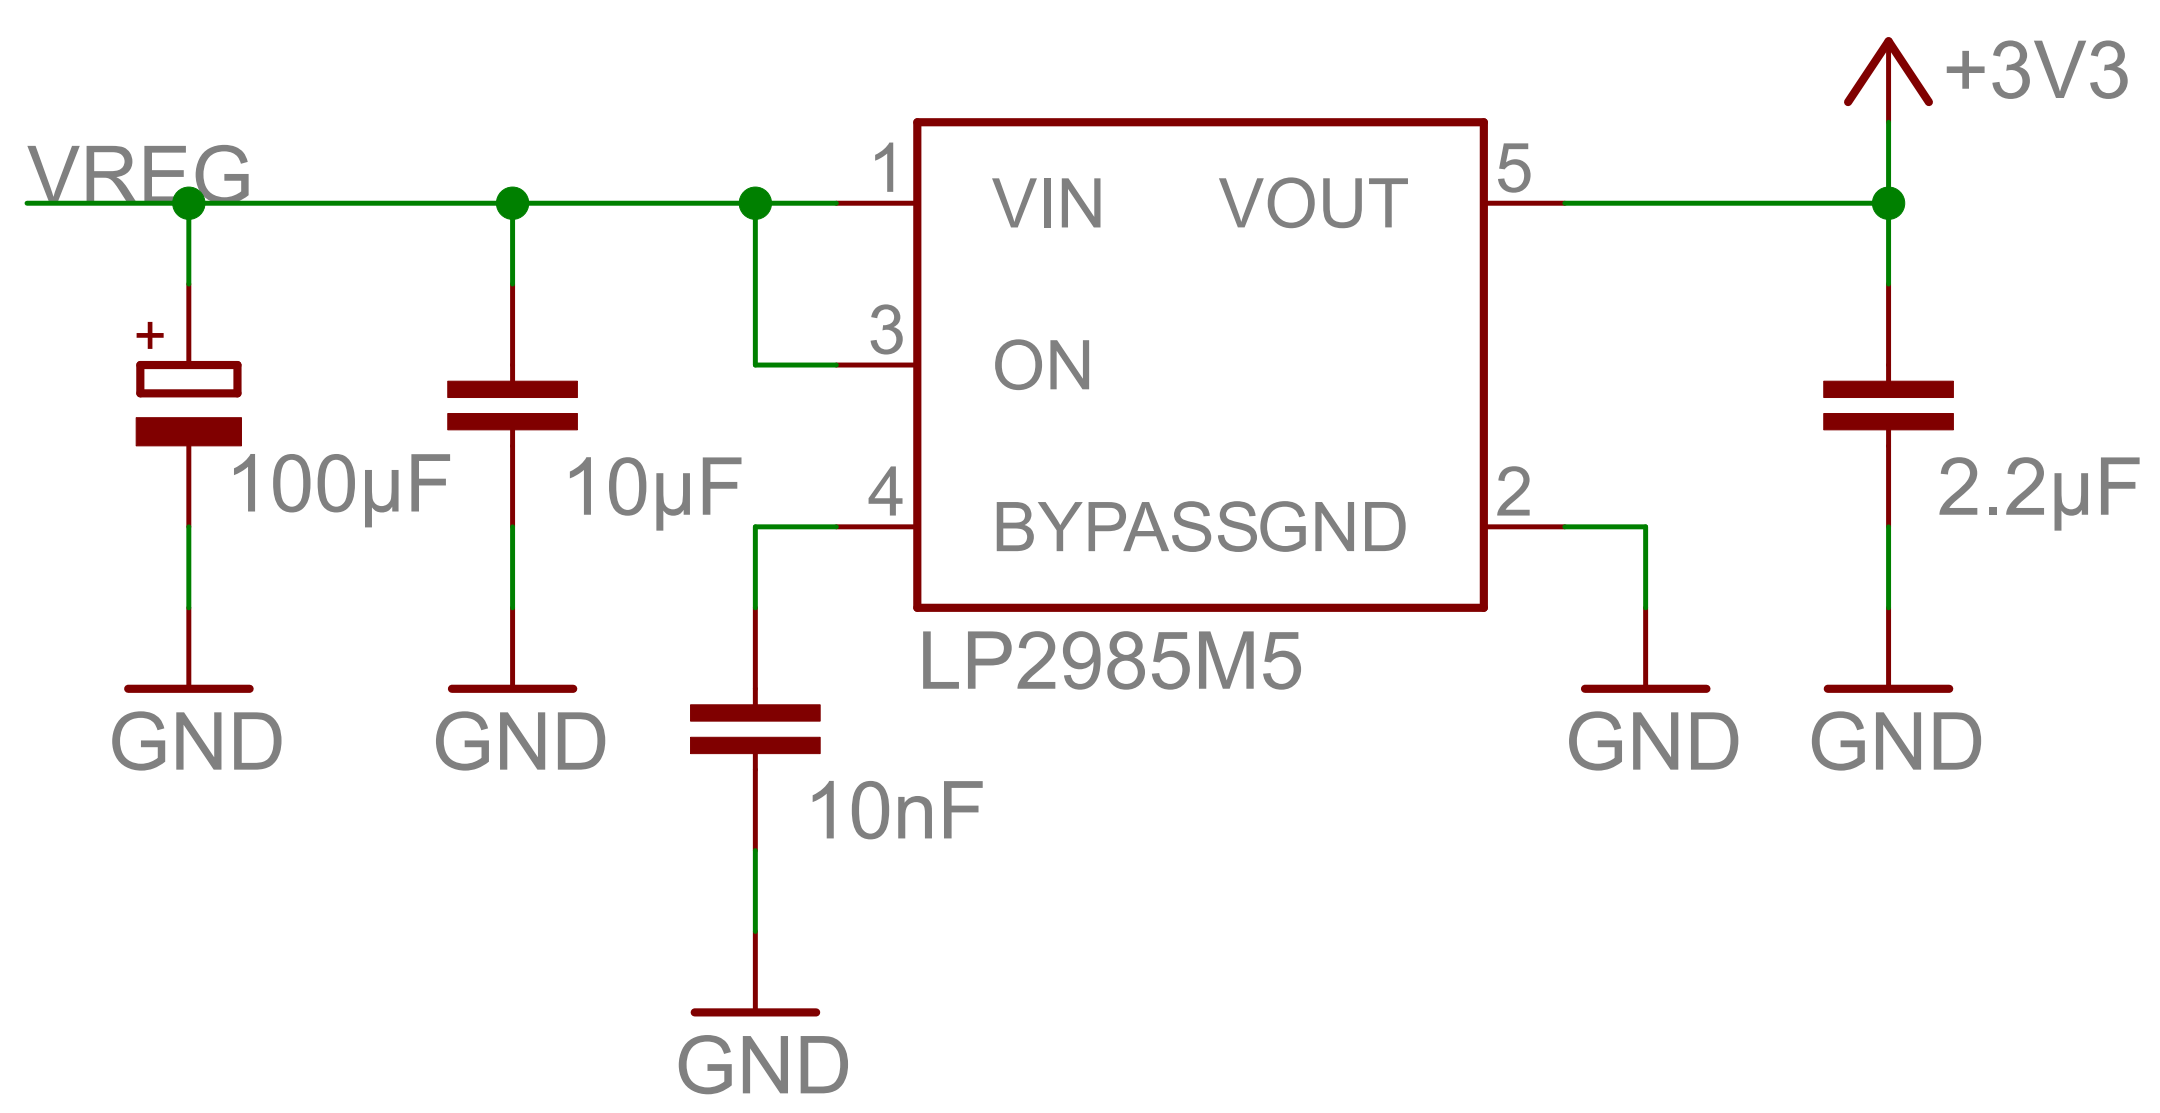 +3V3
VREG
1
VIN
VOUT
5
3
ON
+
100µF
10µF
4
BYPASS
GND
2
2.2µF
LP2985M5
GND
GND
GND
GND
10nF
GND